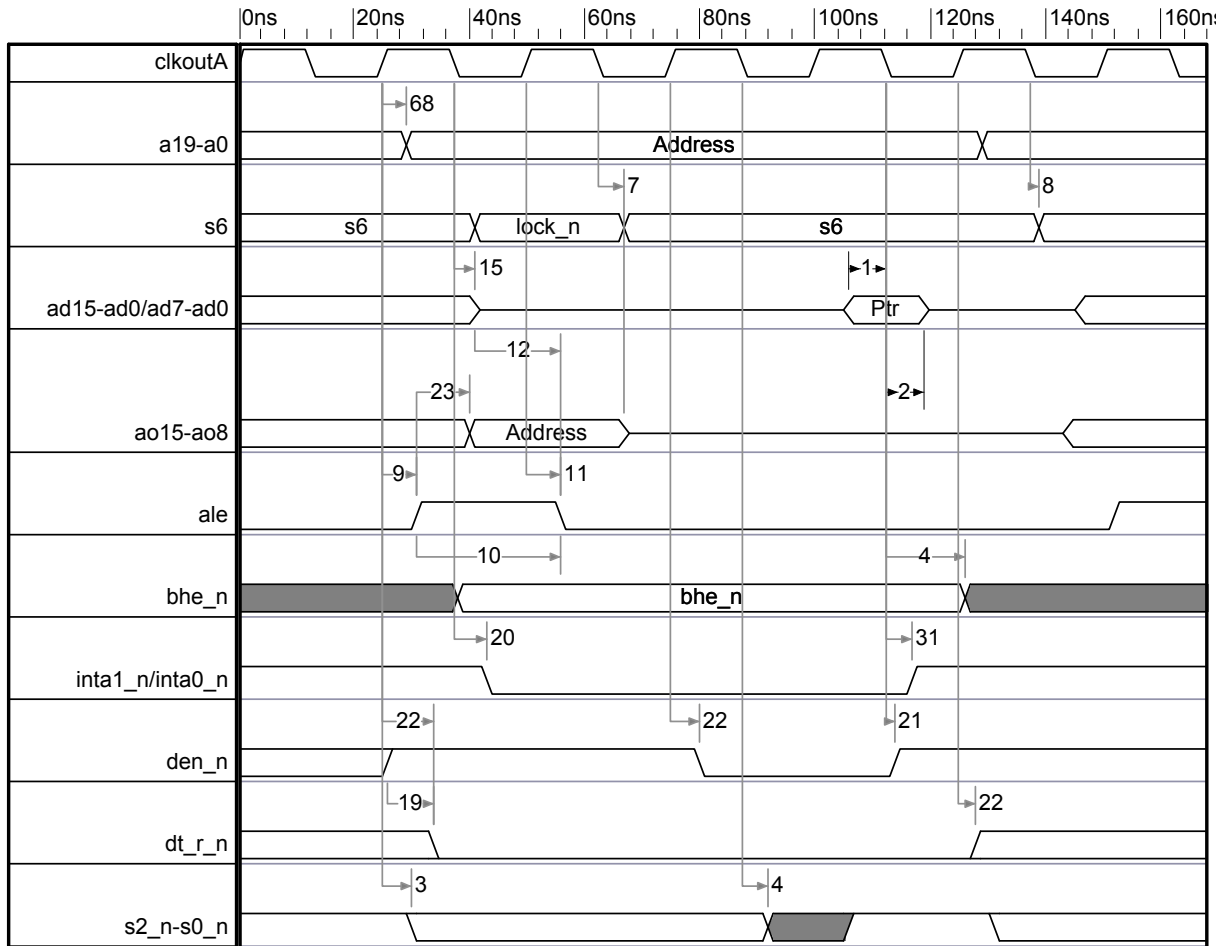 0ns 20ns 40ns 60ns 80ns 100ns 120ns 140ns 160ns
clkoutA
68
a19-a0 Address
7 8
s6 s6 lock_n s6
15 1
ad15-ad0/ad7-ad0 Ptr
12
23 2
ao15-ao8 Address
9 11
ale
10 4
bhe_n bhe_n
20 31
inta1_n/inta0_n
22 22 21
den_n
19 22
dt_r_n
3 4
s2_n-s0_n